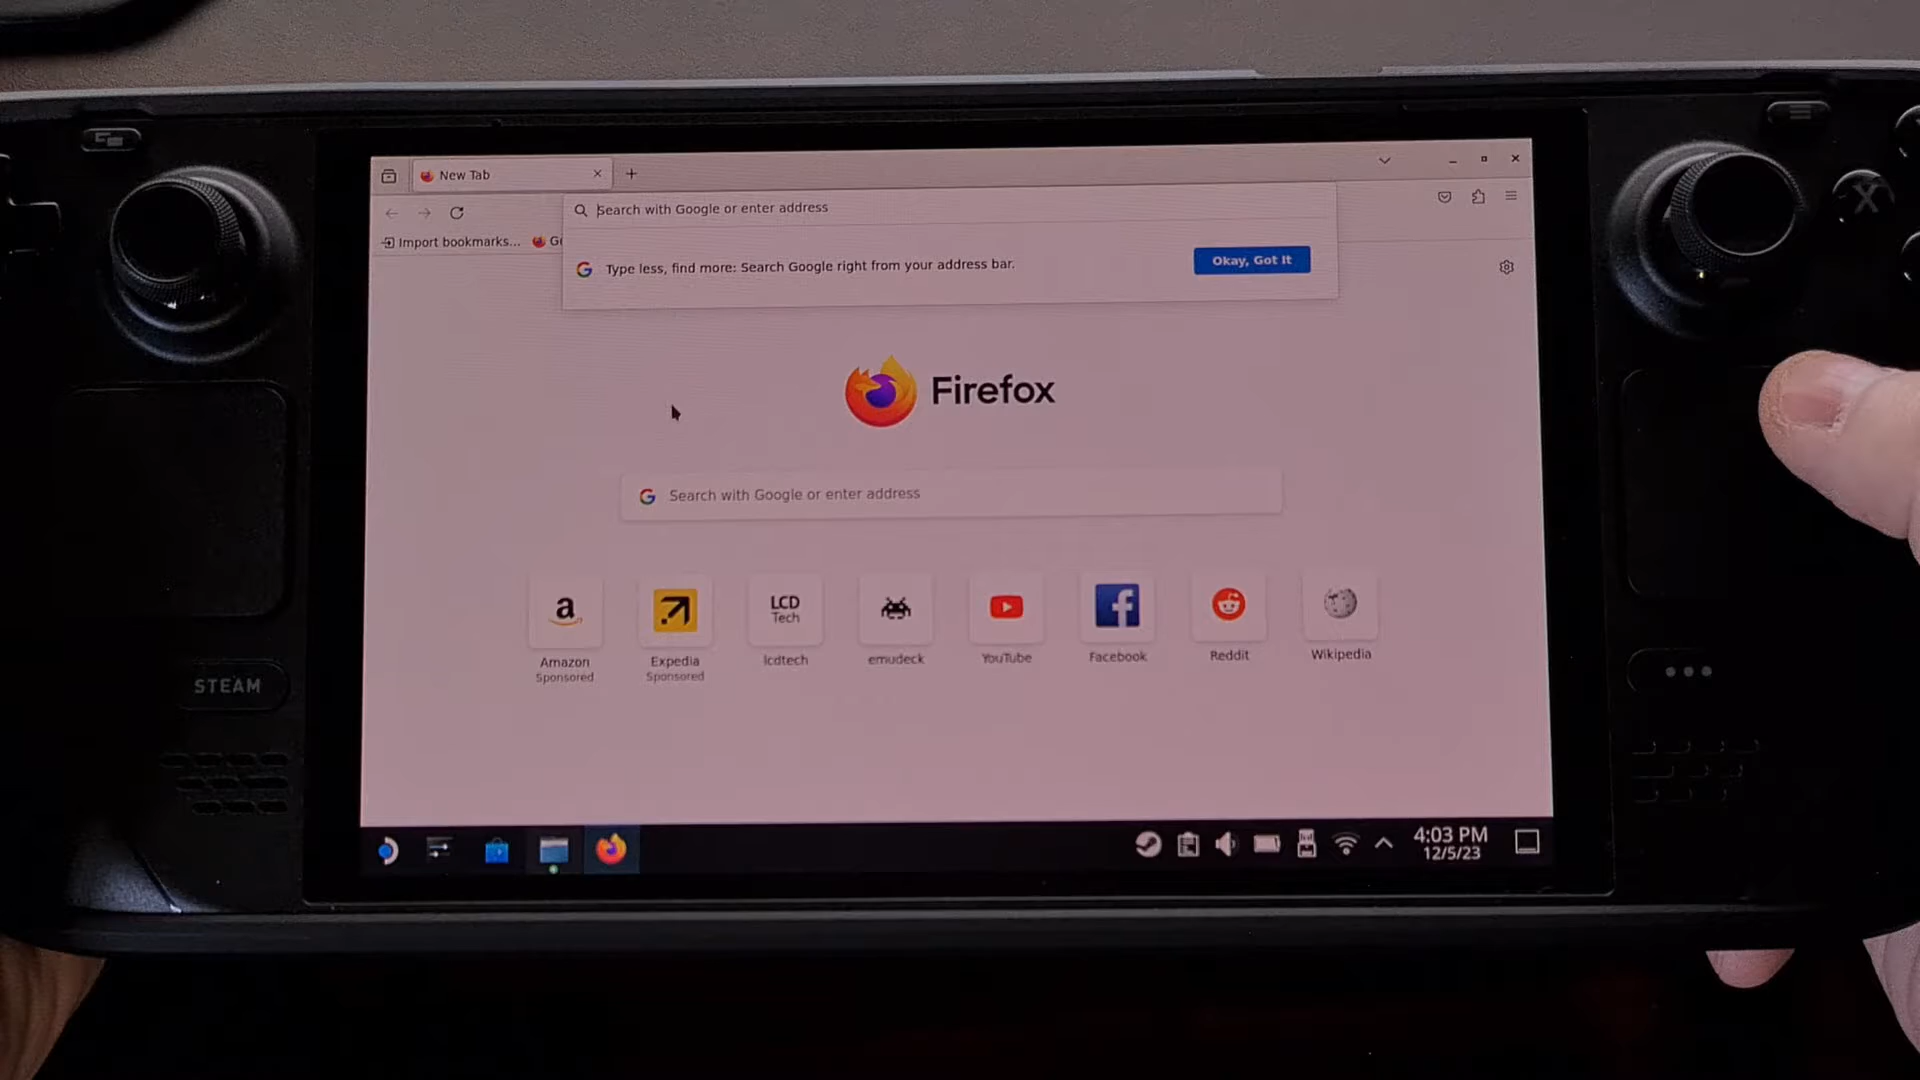 New Tab
Search with Google or enter address
Import bookmarks...
Type less, find more: Search Google right from your address bar.
Okay, Got It
Firefox
Search with Google or enter address
a
LCD
Tech
Amazon
Sponsored
Expedia
Sponsored
lcdtech
emudeck
YouTube
Facebook
Reddit
Wikipedia
STEAM
X
4:03 PM
12/5/23